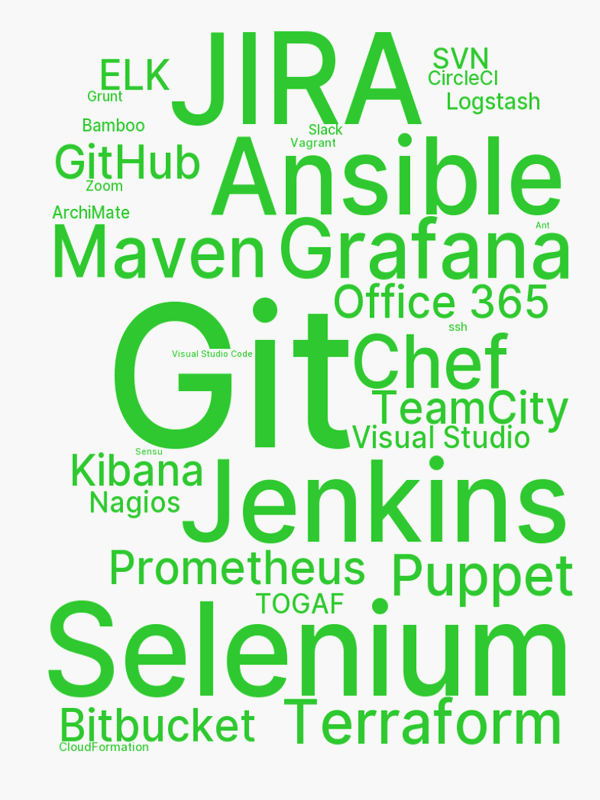 JIRA
SVN
ELK
CircleCI
Grunt
Logstash
Bamboo
Slack
Vagrant
Ansible
GitHub
Zoom
ArchiMate
Ant
Maven
Grafana
Office 365
ssh
Git
Visual Studio Code
Chef
TeamCity
Visual Studio
Sensu
Kibana
Jenkins
Nagios
Prometheus
Puppet
TOGAF
Selenium
Bitbucket
Terraform
CloudFormation